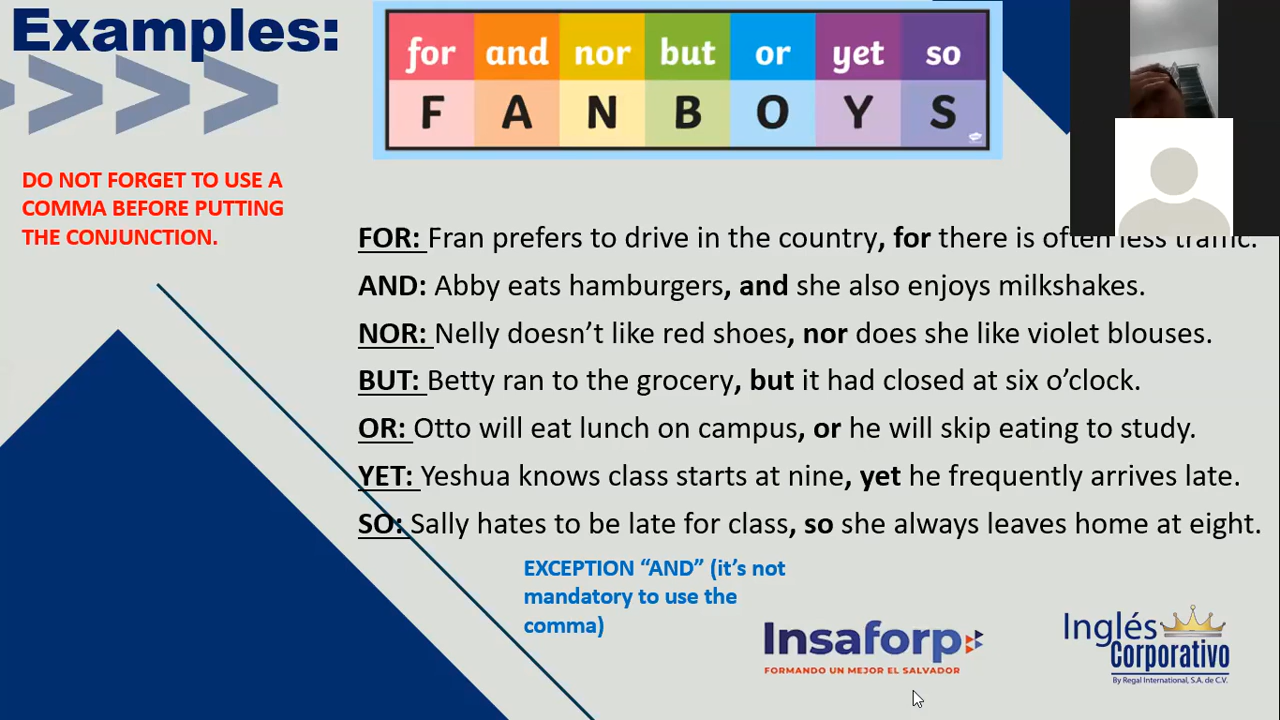 Examples:
for and nor but or yet so
F A N B O Y S
DO NOT FORGET TO USE A
COMMA BEFORE PUTTING
THE CONJUNCTION.
FOR: Fran prefers to drive in the country, for there is often less traffic.
AND: Abby eats hamburgers, and she also enjoys milkshakes.
NOR: Nelly doesn’t like red shoes, nor does she like violet blouses.
BUT: Betty ran to the grocery, but it had closed at six o’clock.
OR: Otto will eat lunch on campus, or he will skip eating to study.
YET: Yeshua knows class starts at nine, yet he frequently arrives late.
SO: Sally hates to be late for class, so she always leaves home at eight.
EXCEPTION “AND” (it’s not
mandatory to use the
comma)
Insaforp
FORMANDO UN MEJOR EL SALVADOR
Inglés
Corporativo
By Regal International, S.A. de C.V.